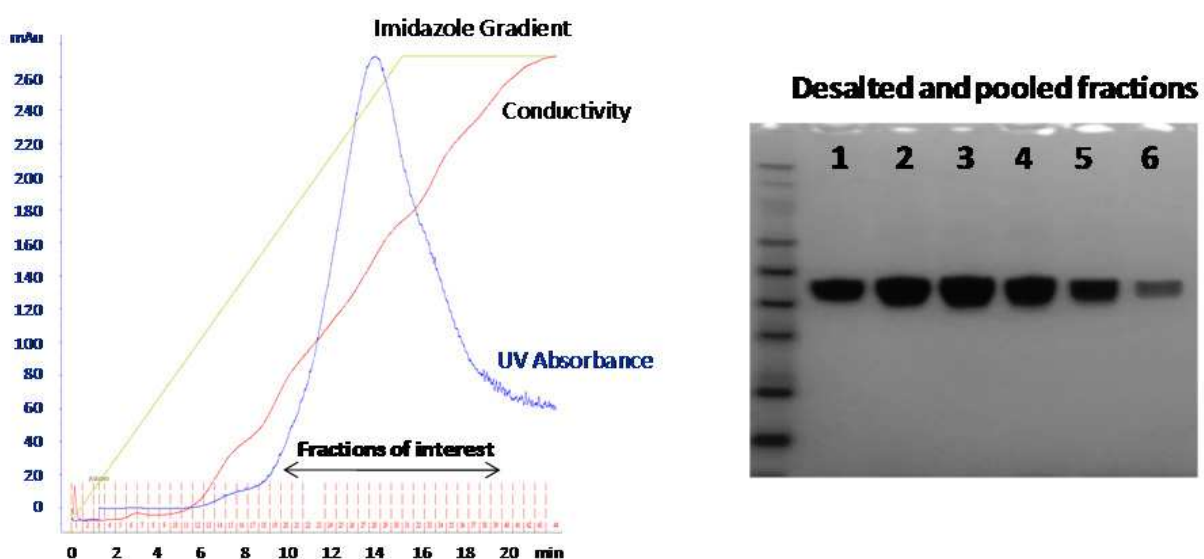 Imidazole Gradient
mAu
260
240
220
200
180
160
140
120
100
80
60
40
20
0
Conductivity
UV Absorbance
Fractions of interest
0 2 4 6 8 10 12 14 16 18 20 min
Desalted and pooled fractions
1 2 3 4 5 6